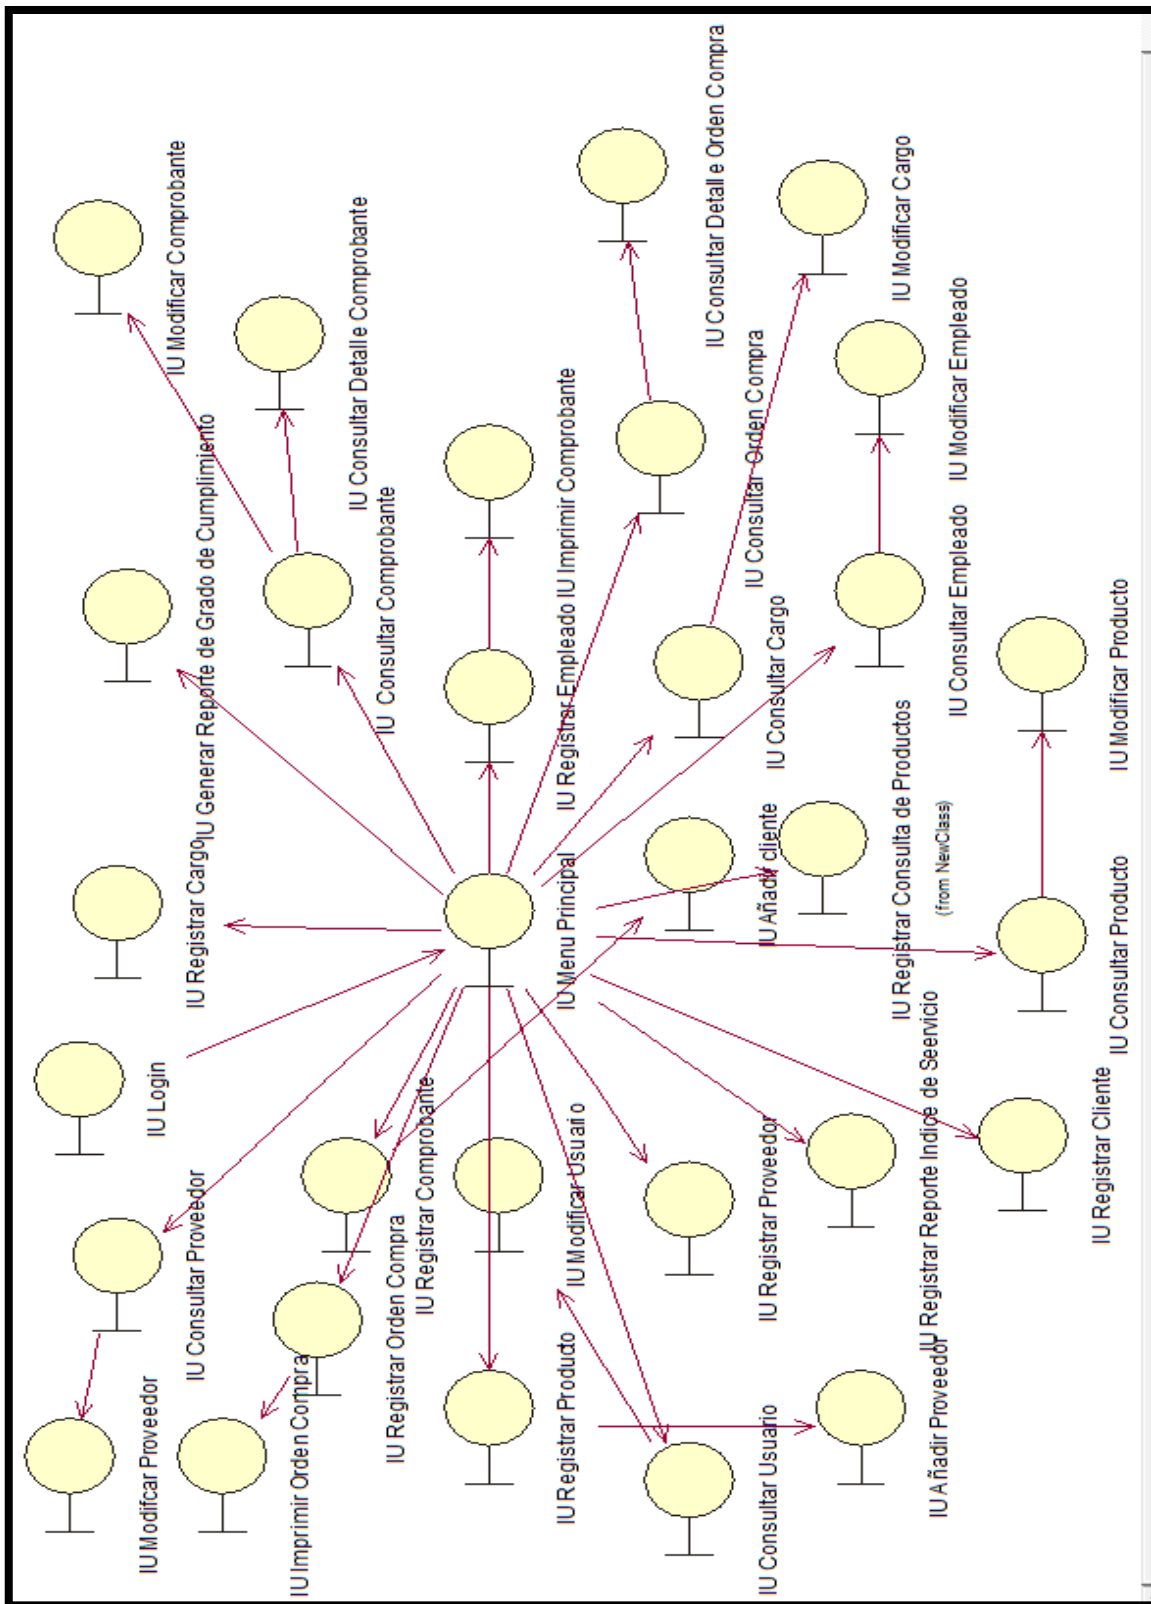 IU Modificar Comprobante
IU Consultar Detalle Comprobante
IU Consultar Detalle Orden Compra
IU Modificar Cargo
IU Generar Reporte de Grado de Cumplimiento
IU Consultar Comprobante
IU Imprimir Comprobante
IU Consultar Orden Compra
IU Modificar Empleado
IU Registrar Cargo
IU Registrar Empleado
IU Consultar Cargo
IU Consultar Empleado
IU Modificar Producto
IU Login
IU Menu Principal
IU Añadir cliente
IU Registrar Consulta de Productos
(from NewClass)
IU Consultar Producto
IU Consultar Proveedor
IU Registrar Comprobante
IU Modificar Usuario
IU Registrar Proveedor
IU Registrar Reporte Indice de Seervicio
IU Registrar Cliente
IU Modifcar Proveedor
IU Imprimir Orden Compra
IU Registrar Orden Compra
IU Registrar Producto
IU Consultar Usuario
IU Añadir Proveedor